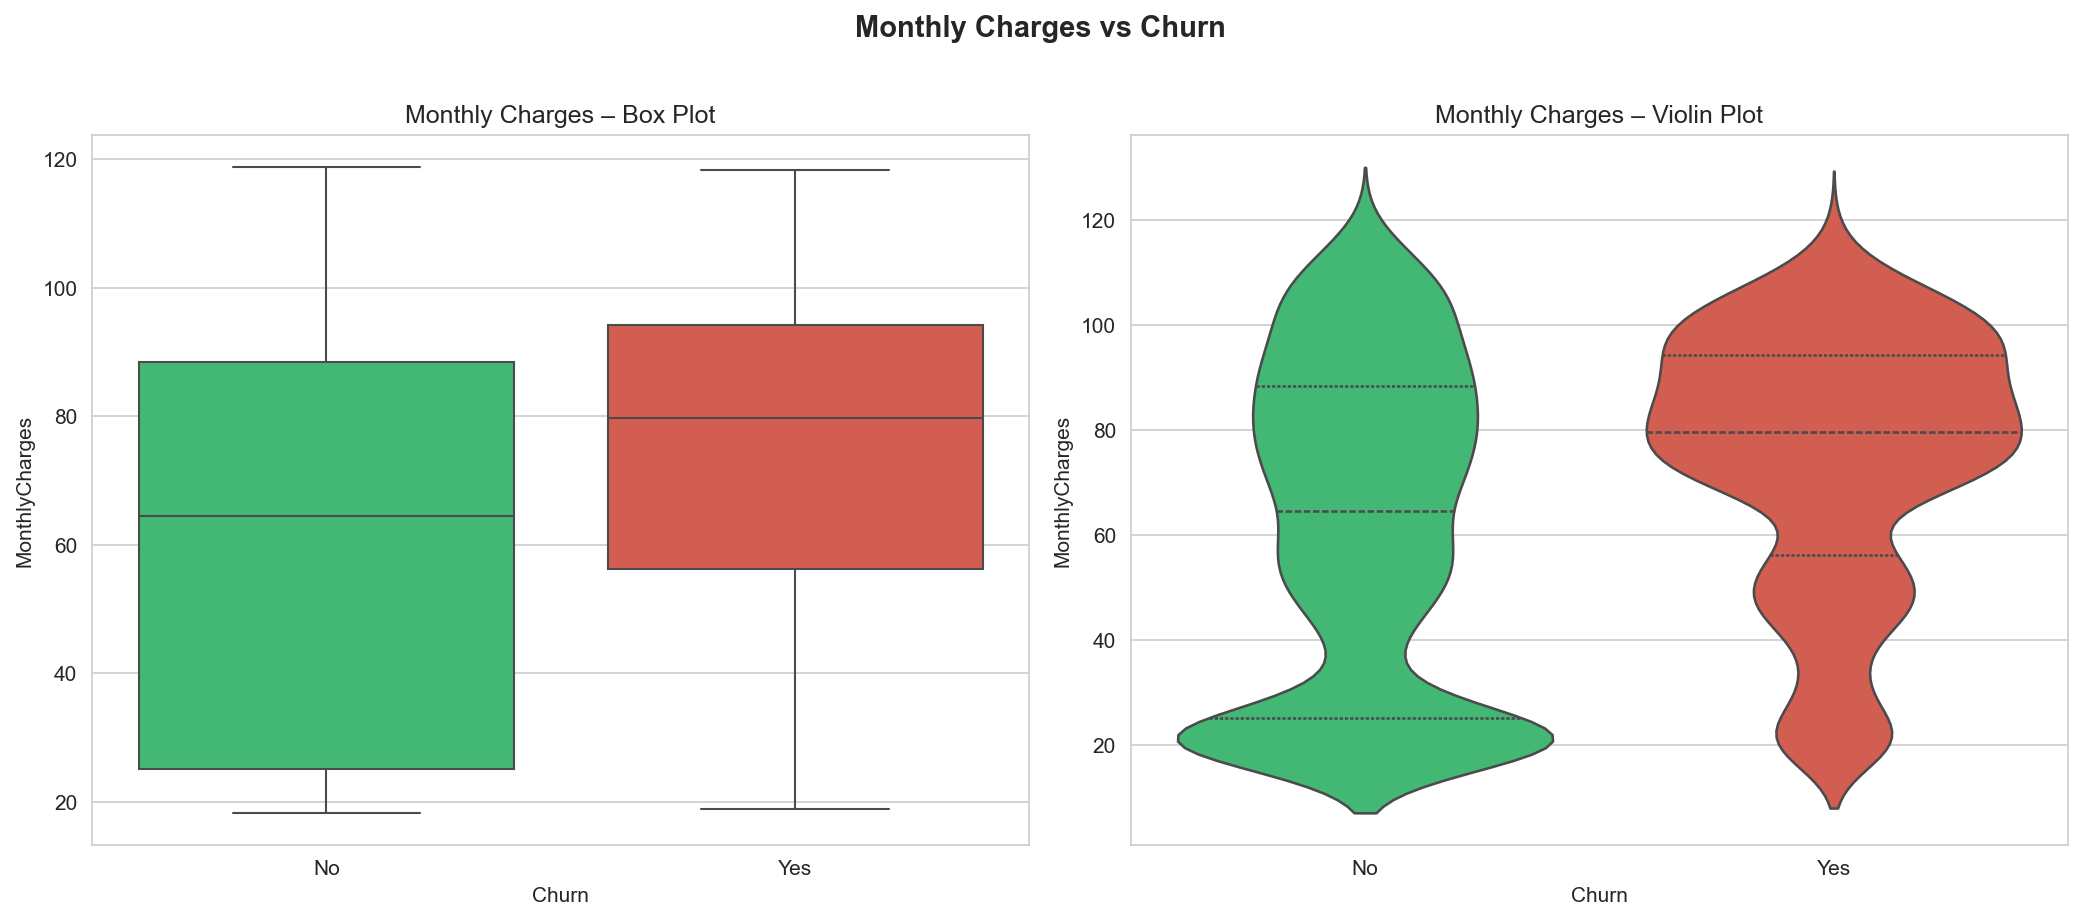 Monthly Charges vs Churn
Monthly Charges – Box Plot
120
100
80
60
40
20
MonthlyCharges
No
Yes
Churn
Monthly Charges – Violin Plot
120
100
80
60
40
20
MonthlyCharges
No
Yes
Churn